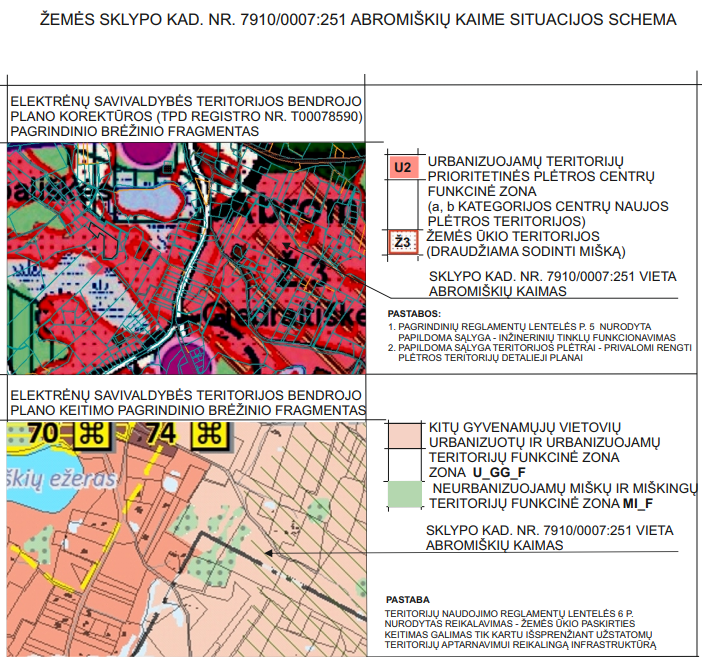 ŽEMĖS SKLYPO KAD. NR. 7910/0007:251 ABROMIŠKIŲ KAIME SITUACIJOS SCHEMA
ELEKTRĖNŲ SAVIVALDYBĖS TERITORIJOS BENDROJO
PLANO KOREKTŪROS (TPD REGISTRO NR. T00078590)
PAGRINDINIO BRĖŽINIO FRAGMENTAS
U2
URBANIZUOJAMŲ TERITORIJŲ
PRIORITETINĖS PLĖTROS CENTRŲ
FUNKCINĖ ZONA
(a, b KATEGORIJOS CENTRŲ NAUJOS
PLĖTROS TERITORIJOS)
Ž3
ŽEMĖS ŪKIO TERITORIJOS
(DRAUDŽIAMA SODINTI MIŠKĄ)
SKLYPO KAD. NR. 7910/0007:251 VIETA
ABROMIŠKIŲ KAIMAS
PASTABOS:
1. PAGRINDINIŲ REGLAMENTŲ LENTELĖS P. 5 NURODYTA
PAPILDOMA SĄLYGA - INŽINERINIŲ TINKLŲ FUNKCIONAVIMAS
2. PAPILDOMA SĄLYGA TERITORIJOS PLĖTRAI - PRIVALOMI RENGTI
PLĖTROS TERITORIJŲ DETALIEJI PLANAI
ELEKTRĖNŲ SAVIVALDYBĖS TERITORIJOS BENDROJO
PLANO KEITIMO PAGRINDINIO BRĖŽINIO FRAGMENTAS
70 74
škių ežeras
KITŲ GYVENAMŲJŲ VIETOVIŲ
URBANIZUOTŲ IR URBANIZUOJAMŲ
TERITORIJŲ FUNKCINĖ ZONA
ZONA U_GG_F
NEURBANIZUOJAMŲ MIŠKŲ IR MIŠKINGŲ
TERITORIJŲ FUNKCINĖ ZONA MI_F
SKLYPO KAD. NR. 7910/0007:251 VIETA
ABROMIŠKIŲ KAIMAS
PASTABA
TERITORIJŲ NAUDOJIMO REGLAMENTŲ LENTELĖS 6 P.
NURODYTAS REIKALAVIMAS - ŽEMĖS ŪKIO PASKIRTIES
KEITIMAS GALIMAS TIK KARTU IŠSPRENŽIANT UŽSTATOMŲ
TERITORIJŲ APTARNAVIMUI REIKALINGĄ INFRASTRUKTŪRĄ